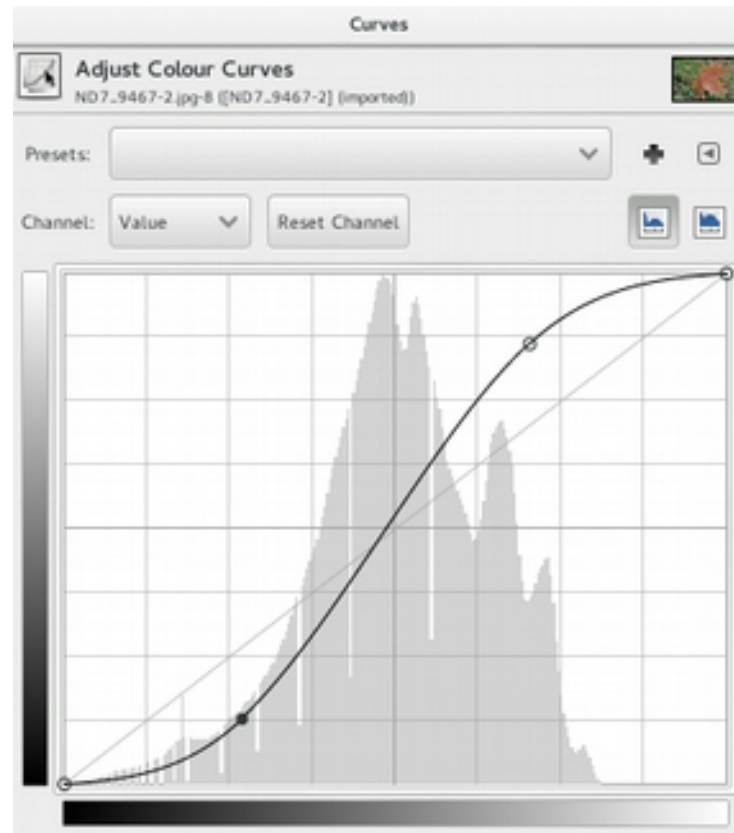 Curves
Adjust Colour Curves
ND7_9467-2.jpg-8 ([ND7_9467-2] (imported))
Presets:
Channel: Value Reset Channel